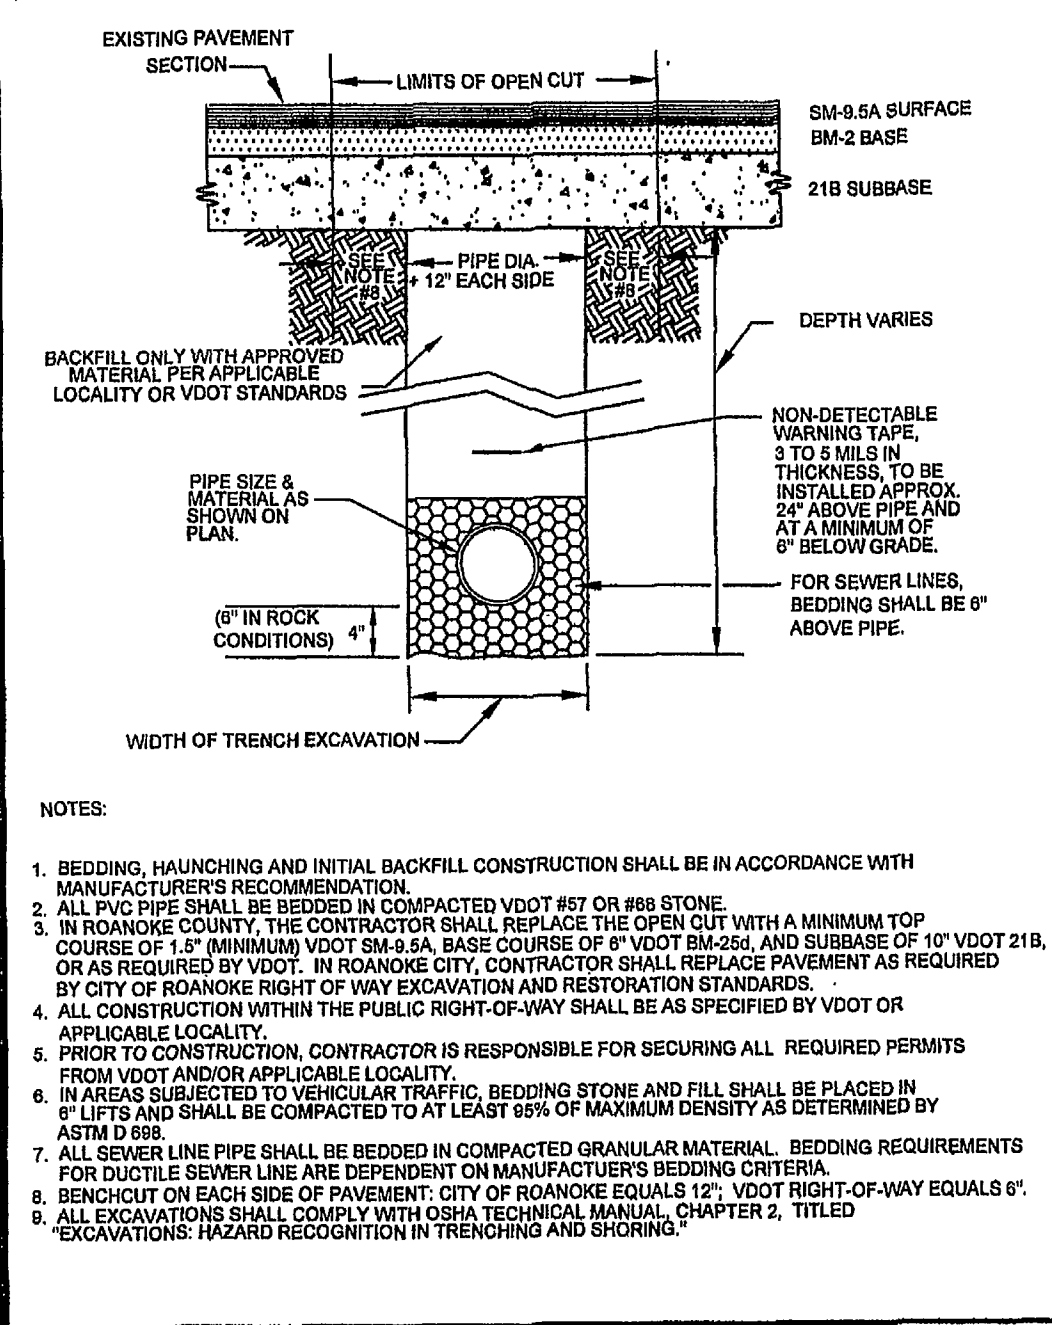 EXISTING PAVEMENT
SECTION
LIMITS OF OPEN CUT
SM-9.5A SURFACE
BM-2 BASE
21B SUBBASE
SEE
NOTE
#8
PIPE DIA.
+ 12" EACH SIDE
SEE
NOTE
#8
DEPTH VARIES
BACKFILL ONLY WITH APPROVED
MATERIAL PER APPLICABLE
LOCALITY OR VDOT STANDARDS
NON-DETECTABLE
WARNING TAPE,
3 TO 5 MILS IN
THICKNESS, TO BE
INSTALLED APPROX.
24" ABOVE PIPE AND
AT A MINIMUM OF
6" BELOW GRADE.
PIPE SIZE &
MATERIAL AS
SHOWN ON
PLAN.
FOR SEWER LINES,
BEDDING SHALL BE 6"
ABOVE PIPE.
(6" IN ROCK
CONDITIONS) 4"
WIDTH OF TRENCH EXCAVATION
NOTES:
1. BEDDING, HAUNCHING AND INITIAL BACKFILL CONSTRUCTION SHALL BE IN ACCORDANCE WITH
MANUFACTURER'S RECOMMENDATION.
2. ALL PVC PIPE SHALL BE BEDDED IN COMPACTED VDOT #57 OR #68 STONE.
3. IN ROANOKE COUNTY, THE CONTRACTOR SHALL REPLACE THE OPEN CUT WITH A MINIMUM TOP
COURSE OF 1.5" (MINIMUM) VDOT SM-9.5A, BASE COURSE OF 6" VDOT BM-25d, AND SUBBASE OF 10" VDOT 21B,
OR AS REQUIRED BY VDOT. IN ROANOKE CITY, CONTRACTOR SHALL REPLACE PAVEMENT AS REQUIRED
BY CITY OF ROANOKE RIGHT OF WAY EXCAVATION AND RESTORATION STANDARDS.
4. ALL CONSTRUCTION WITHIN THE PUBLIC RIGHT-OF-WAY SHALL BE AS SPECIFIED BY VDOT OR
APPLICABLE LOCALITY.
5. PRIOR TO CONSTRUCTION, CONTRACTOR IS RESPONSIBLE FOR SECURING ALL REQUIRED PERMITS
FROM VDOT AND/OR APPLICABLE LOCALITY.
6. IN AREAS SUBJECTED TO VEHICULAR TRAFFIC, BEDDING STONE AND FILL SHALL BE PLACED IN
6" LIFTS AND SHALL BE COMPACTED TO AT LEAST 95% OF MAXIMUM DENSITY AS DETERMINED BY
ASTM D 698.
7. ALL SEWER LINE PIPE SHALL BE BEDDED IN COMPACTED GRANULAR MATERIAL. BEDDING REQUIREMENTS
FOR DUCTILE SEWER LINE ARE DEPENDENT ON MANUFACTUER'S BEDDING CRITERIA.
8. BENCHCUT ON EACH SIDE OF PAVEMENT: CITY OF ROANOKE EQUALS 12"; VDOT RIGHT-OF-WAY EQUALS 6".
9. ALL EXCAVATIONS SHALL COMPLY WITH OSHA TECHNICAL MANUAL, CHAPTER 2, TITLED
"EXCAVATIONS: HAZARD RECOGNITION IN TRENCHING AND SHORING."